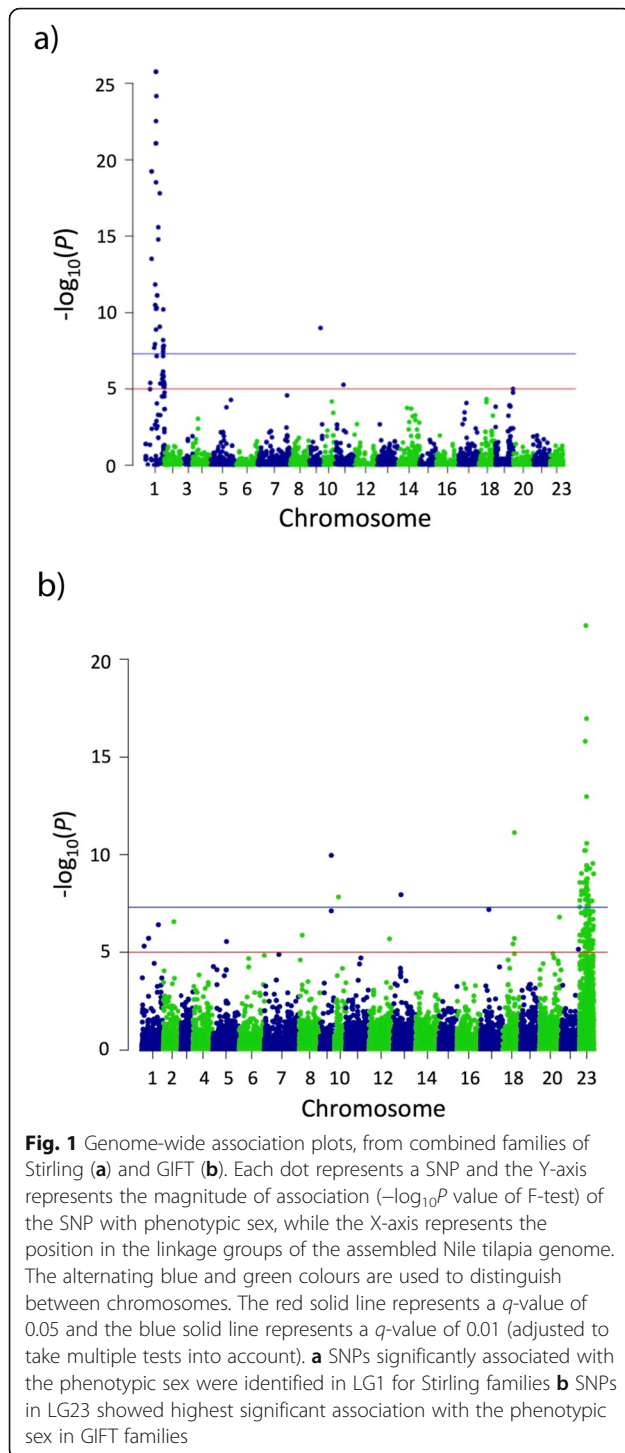 a)
25
20
15
10
5
0
-log10(P)
1 3 5 7 8 10 12 14 16 18 20 23
Chromosome
b)
20
15
10
5
0
-log10(P)
1 2 4 5 6 7 8 10 12 14 16 18 20 23
Chromosome
Fig. 1 Genome-wide association plots, from combined families of
Stirling (a) and GIFT (b). Each dot represents a SNP and the Y-axis
represents the magnitude of association (−log10P value of F-test) of
the SNP with phenotypic sex, while the X-axis represents the
position in the linkage groups of the assembled Nile tilapia genome.
The alternating blue and green colours are used to distinguish
between chromosomes. The red solid line represents a q-value of
0.05 and the blue solid line represents a q-value of 0.01 (adjusted to
take multiple tests into account). a SNPs significantly associated with
the phenotypic sex were identified in LG1 for Stirling families b SNPs
in LG23 showed highest significant association with the phenotypic
sex in GIFT families